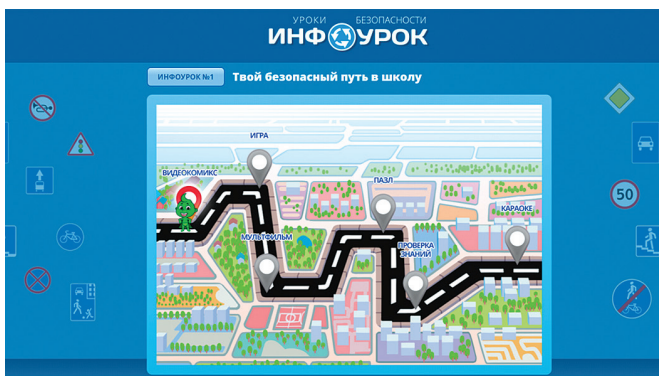 УРОКИ БЕЗОПАСНОСТИ
ИНФОУРОК
ИНФОУРОК №1 Твой безопасный путь в школу
ИГРА
ВИДЕОКОМИКС
ПАЗЛ
КАРАОКЕ
МУЛЬТФИЛЬМ
ПРОВЕРКА
ЗНАНИЙ
50